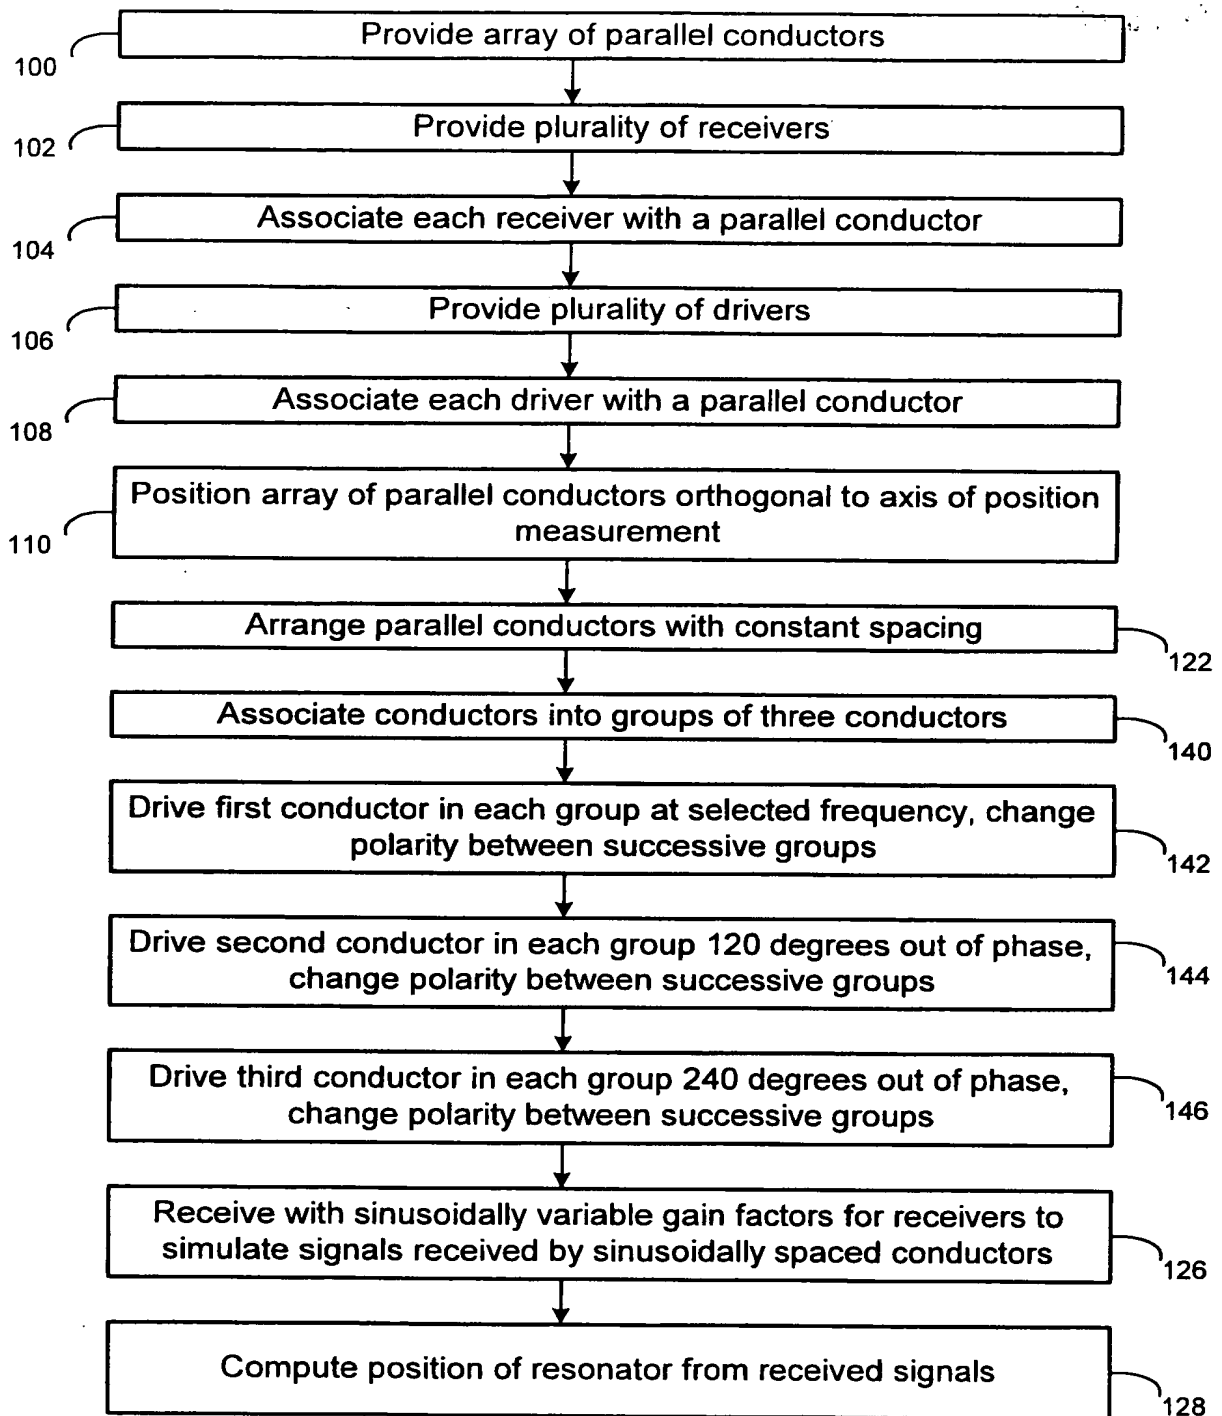 Provide array of parallel conductors
100
Provide plurality of receivers
102
Associate each receiver with a parallel conductor
104
Provide plurality of drivers
106
Associate each driver with a parallel conductor
108
Position array of parallel conductors orthogonal to axis of position
measurement
110
Arrange parallel conductors with constant spacing
122
Associate conductors into groups of three conductors
140
Drive first conductor in each group at selected frequency, change
polarity between successive groups
142
Drive second conductor in each group 120 degrees out of phase,
change polarity between successive groups
144
Drive third conductor in each group 240 degrees out of phase,
change polarity between successive groups
146
Receive with sinusoidally variable gain factors for receivers to
simulate signals received by sinusoidally spaced conductors
126
Compute position of resonator from received signals
128